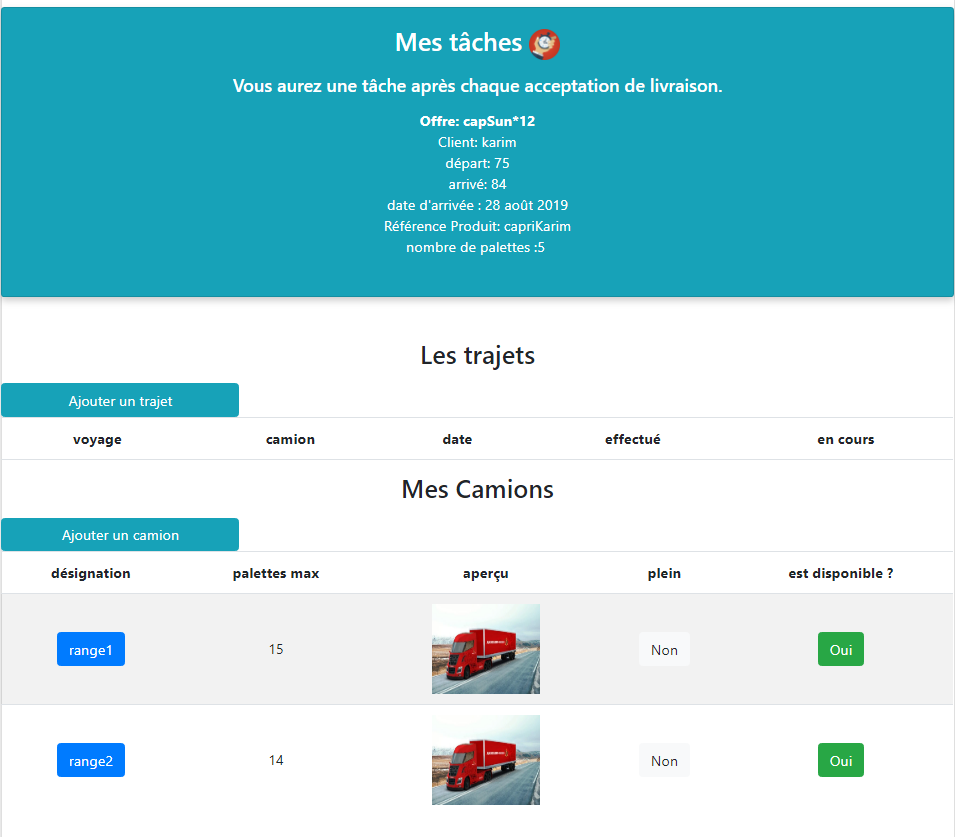 Mes tâches
Vous aurez une tâche après chaque acceptation de livraison.
Offre: capSun*12
Client: karim
départ: 75
arrivé: 84
date d'arrivée : 28 août 2019
Référence Produit: capriKarim
nombre de palettes :5
Les trajets
Ajouter un trajet
voyage camion date effectué en cours
Mes Camions
Ajouter un camion
désignation palettes max aperçu plein est disponible ?
range1 15 Non Oui
range2 14 Non Oui